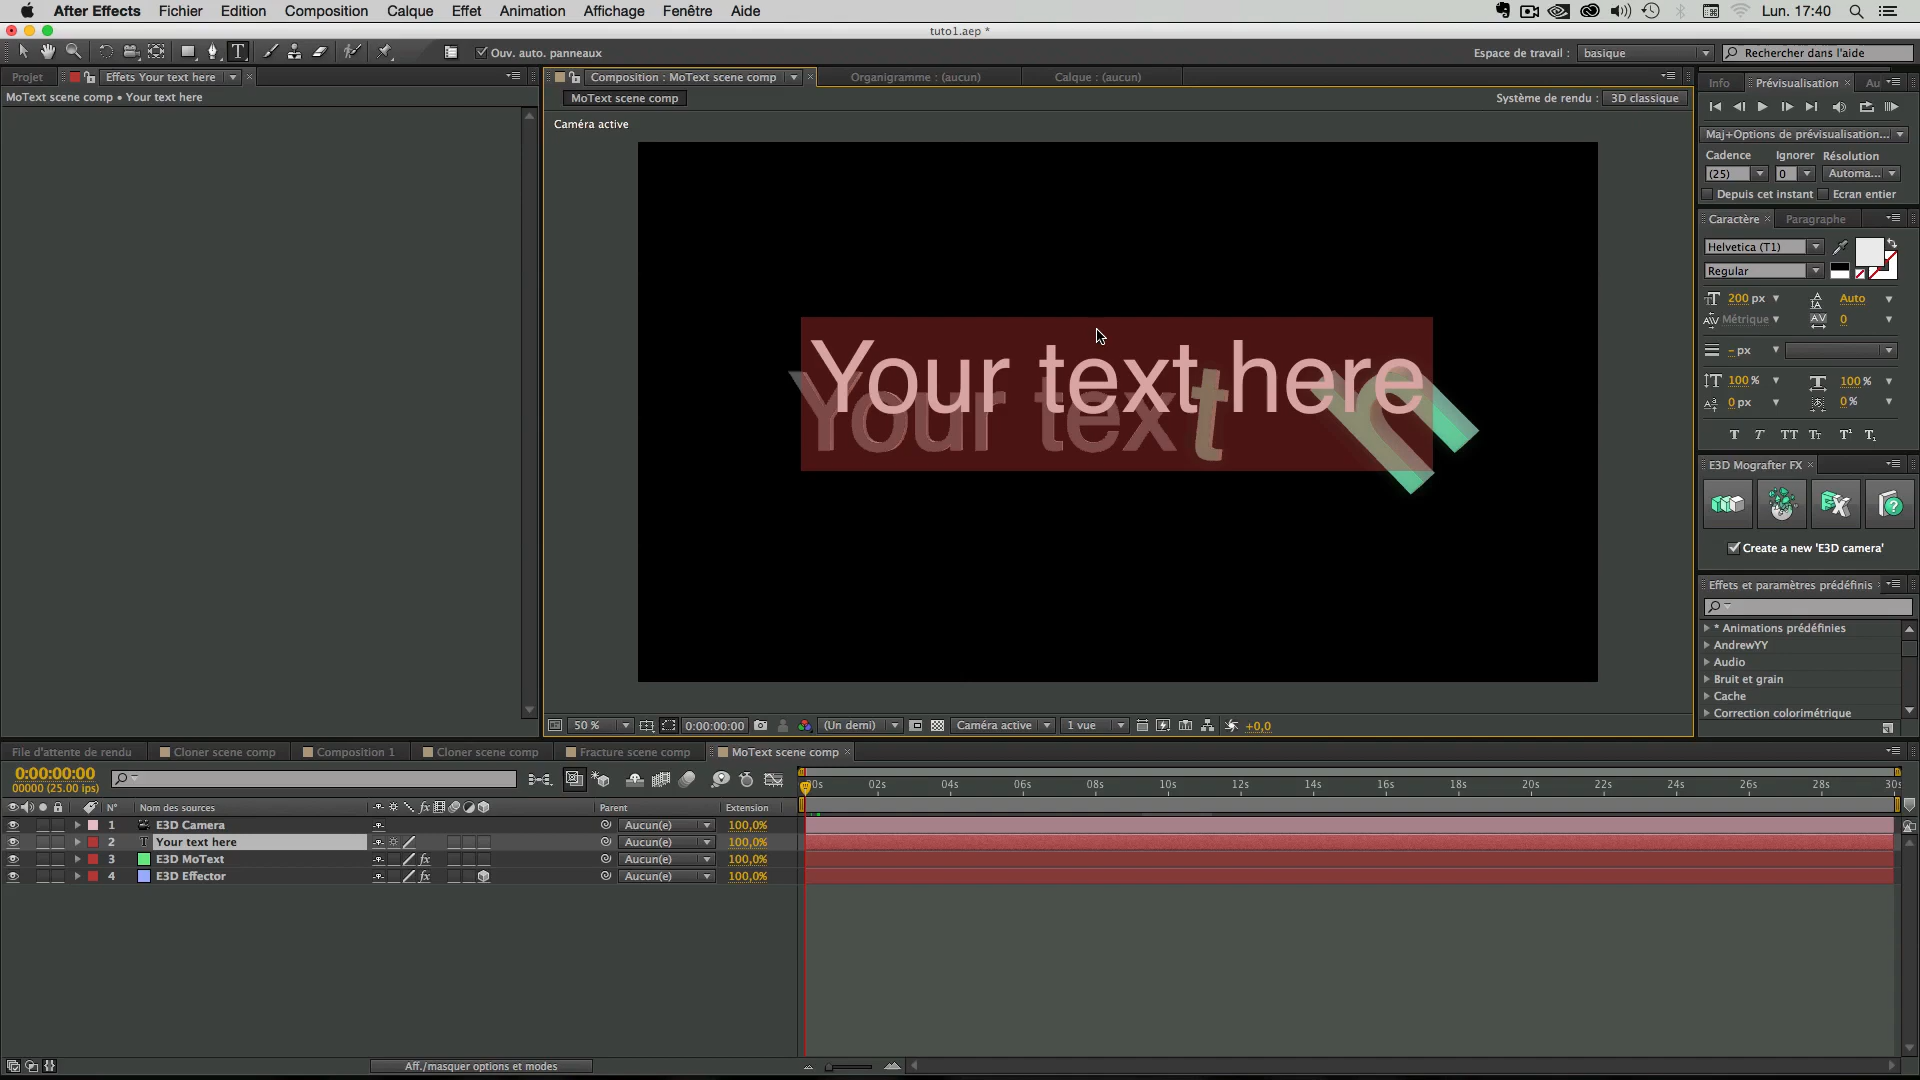 After Effects Fichier Edition Composition Calque Effet Animation Affichage Fenêtre Aide Lun. 17:40
tuto1.aep *
Ouv. auto. panneaux Espace de travail : basique Rechercher dans l'aide
Projet Effets Your text here Composition : MoText scene comp Organigramme : (aucun) Calque : (aucun)
MoText scene comp • Your text here
MoText scene comp Système de rendu : 3D classique
Caméra active
Your text here
Your text
50 % 0:00:00:00 (Un demi) Caméra active 1 vue +0,0
Info Prévisualisation Au
Maj+Options de prévisualisation...
Cadence Ignorer Résolution
(25) 0 Automa...
Depuis cet instant Ecran entier
Caractère Paragraphe
Helvetica (T1)
Regular
200 px Auto
Métrique 0
- px
100 % 100 %
0 px 0 %
T T TT Tr T¹ T₁
E3D Mografter FX
Create a new 'E3D camera'
Effets et paramètres prédéfinis
* Animations prédéfinies
AndrewYY
Audio
Bruit et grain
Cache
Correction colorimétrique
File d'attente de rendu Cloner scene comp Composition 1 Cloner scene comp Fracture scene comp MoText scene comp
0:00:00:00
00000 (25.00 ips)
00s 02s 04s 06s 08s 10s 12s 14s 16s 18s 20s 22s 24s 26s 28s 30s
N° Nom des sources fx Parent Extension
1 E3D Camera Aucun(e) 100,0%
2 T Your text here Aucun(e) 100,0%
3 E3D MoText fx Aucun(e) 100,0%
4 E3D Effector fx Aucun(e) 100,0%
Aff./masquer options et modes